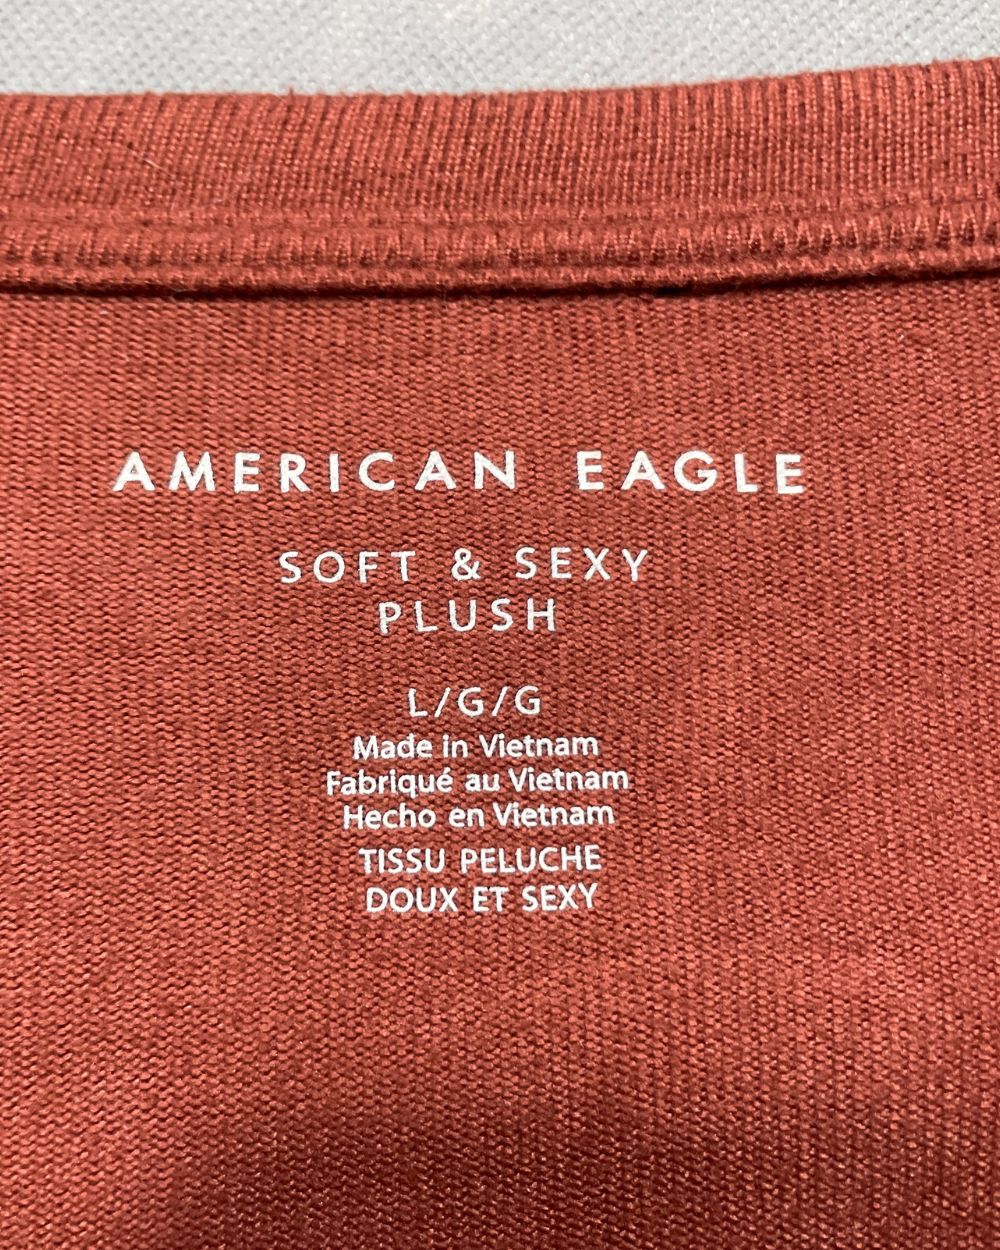 AMERICAN EAGLE
SOFT & SEXY
PLUSH
L/G/G
Made in Vietnam
Fabriqué au Vietnam
Hecho en Vietnam
TISSU PELUCHE
DOUX ET SEXY